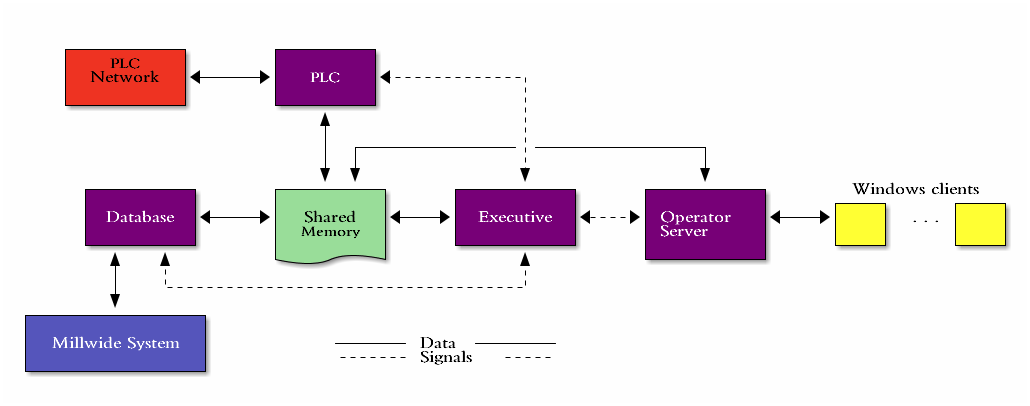 PLC
Network
PLC
Windows clients
Database
Shared
Memory
Executive
Operator
Server
. . .
Millwide System
Data
Signals